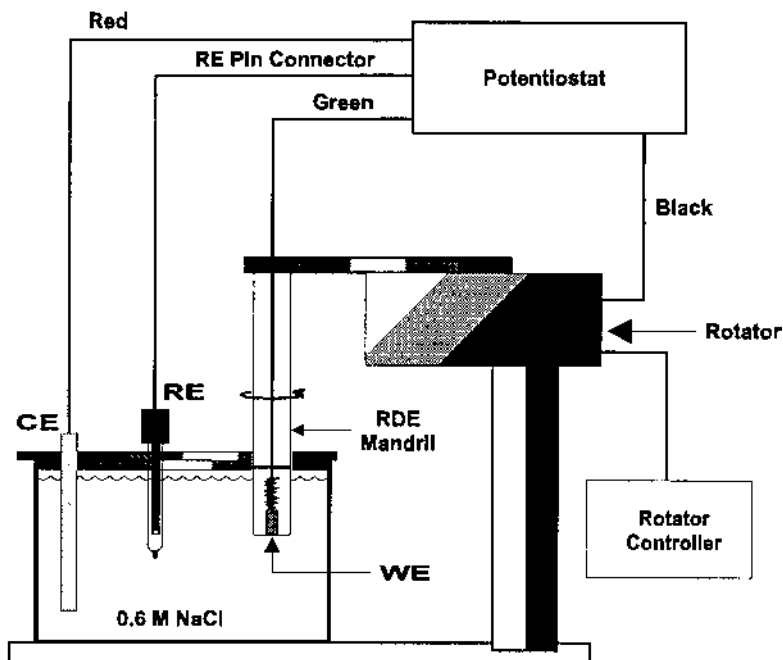 Red
RE Pin Connector
Potentiostat
Green
Black
Rotator
RE
CE
RDE
Mandril
Rotator
Controller
WE
0.6 M NaCl